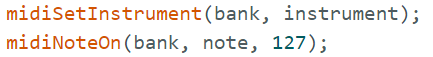 midiSetInstrument(bank, instrument);
midiNoteOn(bank, note, 127);